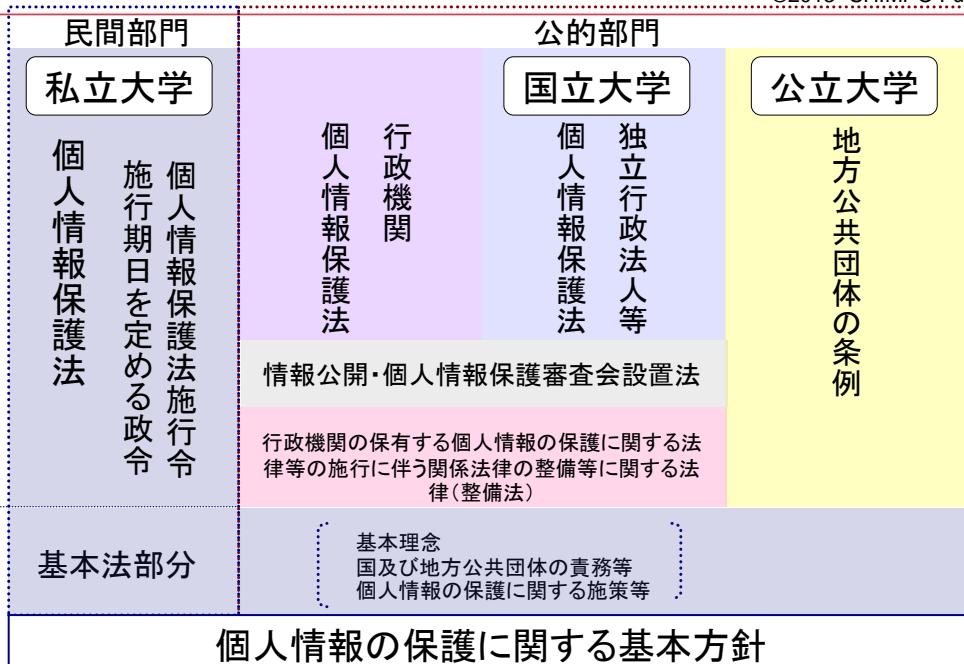 民間部門
公的部門
私立大学
国立大学
公立大学
個人情報保護法
個人情報保護法施行令
施行期日を定める政令
行政機関
個人情報保護法
独立行政法人等
個人情報保護法
地方公共団体の条例
情報公開・個人情報保護審査会設置法
行政機関の保有する個人情報の保護に関する法
律等の施行に伴う関係法律の整備等に関する法
律(整備法)
基本法部分
基本理念
国及び地方公共団体の責務等
個人情報の保護に関する施策等
個人情報の保護に関する基本方針